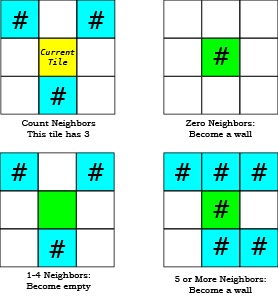 # #
Current
Tile
#
Count Neighbors
This tile has 3
#
Zero Neighbors:
Become a wall
# #
#
1-4 Neighbors:
Become empty
# # #
#
# #
5 or More Neighbors:
Become a wall